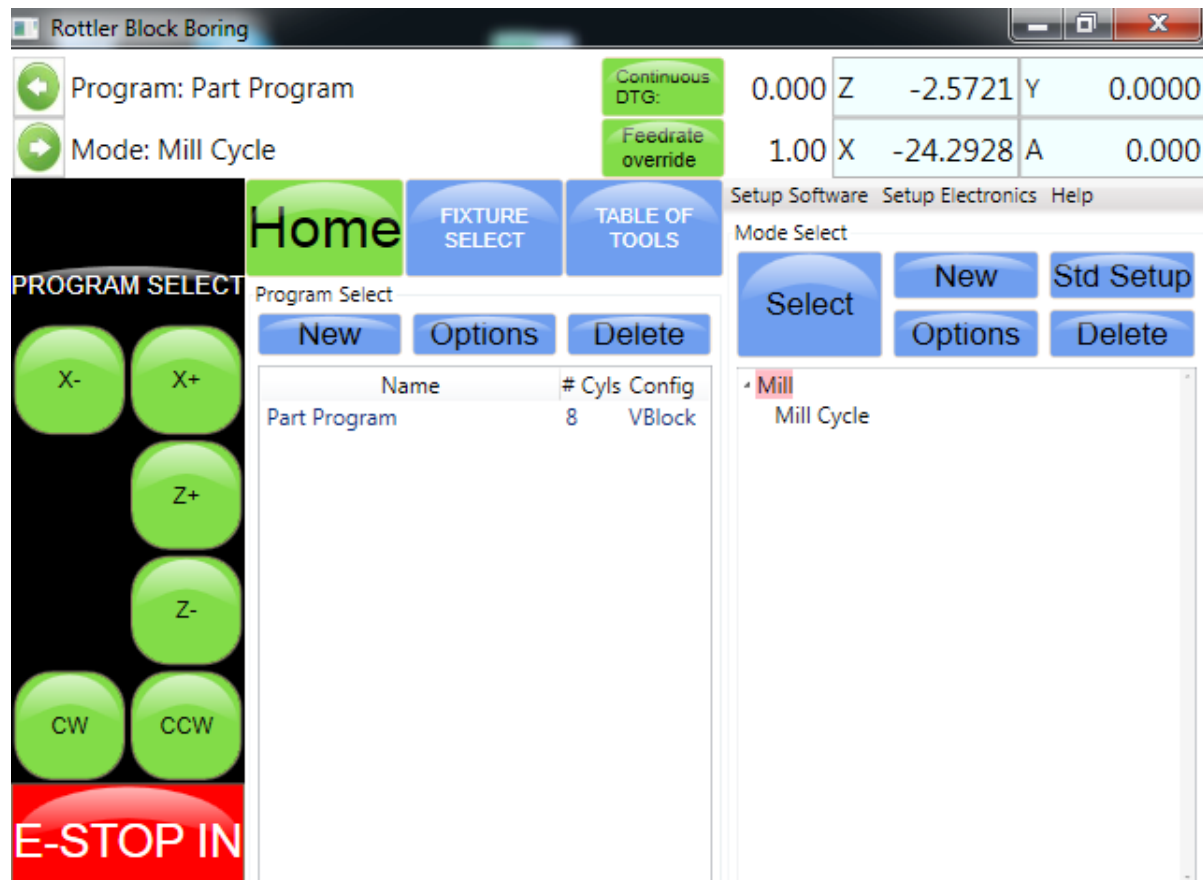 Rottler Block Boring
Program: Part Program
Continuous
DTG:
0.000 Z -2.5721 Y 0.0000
Mode: Mill Cycle
Feedrate
override
1.00 X -24.2928 A 0.000
PROGRAM SELECT
X- X+
Z+
Z-
CW CCW
E-STOP IN
Home
FIXTURE
SELECT
TABLE OF
TOOLS
Program Select
New Options Delete
Name # Cyls Config
Part Program 8 VBlock
Setup Software Setup Electronics Help
Mode Select
Select
New Std Setup
Options Delete
Mill
Mill Cycle